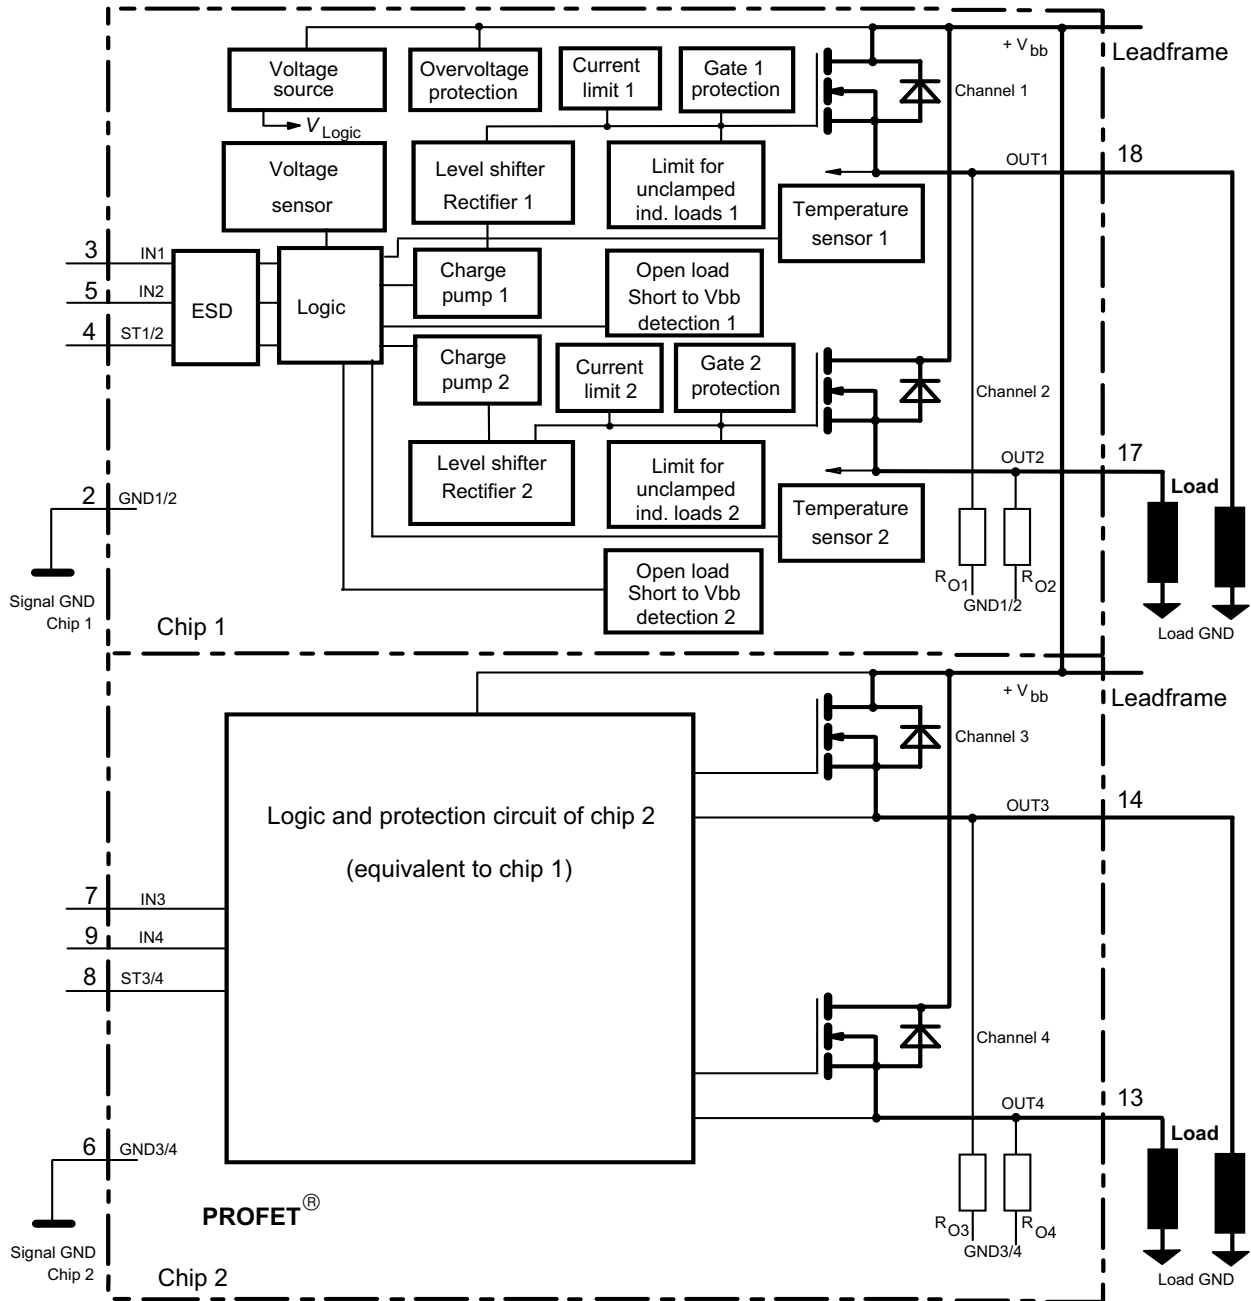 + V bb
Leadframe
Voltage
source
Overvoltage
protection
Current
limit 1
Gate 1
protection
Channel 1
V Logic
Voltage
sensor
Level shifter
Rectifier 1
Limit for
unclamped
ind. loads 1
OUT1
18
Temperature
sensor 1
3 IN1
5 IN2
4 ST1/2
ESD
Logic
Charge
pump 1
Open load
Short to Vbb
detection 1
Charge
pump 2
Current
limit 2
Gate 2
protection
Channel 2
Level shifter
Rectifier 2
Limit for
unclamped
ind. loads 2
OUT2
17
Load
2 GND1/2
Temperature
sensor 2
Signal GND
Chip 1
Open load
Short to Vbb
detection 2
R O1
R O2
GND1/2
Load GND
Chip 1
+ V bb
Leadframe
Channel 3
Logic and protection circuit of chip 2
(equivalent to chip 1)
OUT3
14
7 IN3
9 IN4
8 ST3/4
Channel 4
OUT4
13
Load
6 GND3/4
PROFET®
R O3
R O4
GND3/4
Signal GND
Chip 2
Load GND
Chip 2